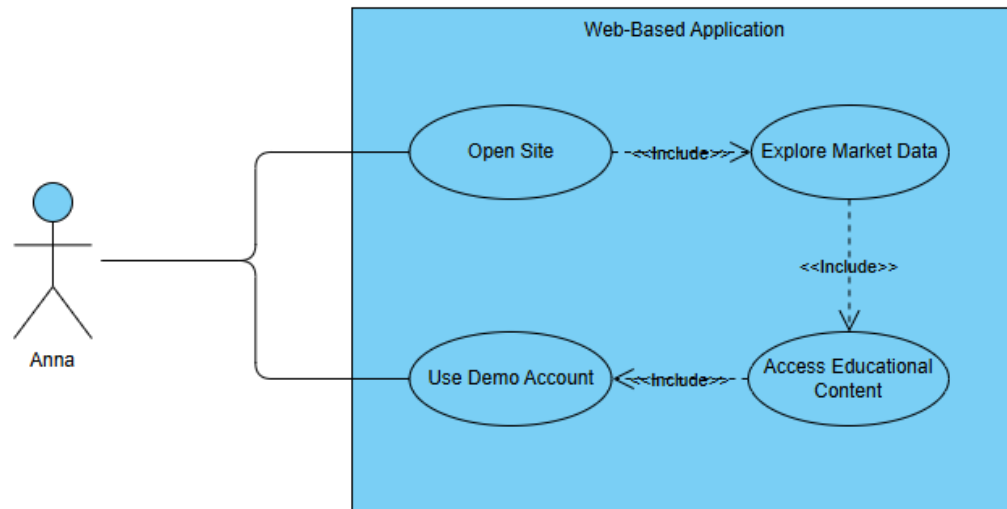 Web-Based Application
Open Site
<<Include>>
Explore Market Data
<<Include>>
Anna
Use Demo Account
<<Include>>
Access Educational
Content